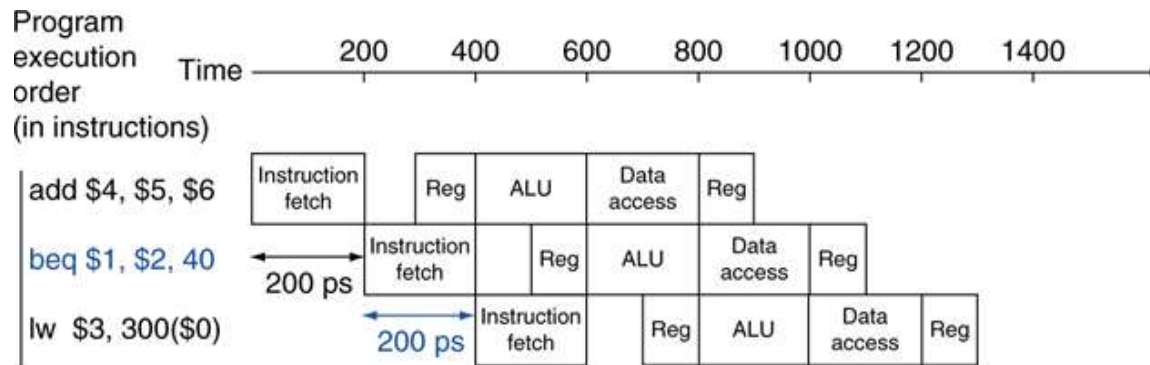 Program
execution
order
(in instructions)
Time
200 400 600 800 1000 1200 1400
add $4, $5, $6
Instruction
fetch
Reg
ALU
Data
access
Reg
beq $1, $2, 40
200 ps
Instruction
fetch
Reg
ALU
Data
access
Reg
lw $3, 300($0)
200 ps
Instruction
fetch
Reg
ALU
Data
access
Reg